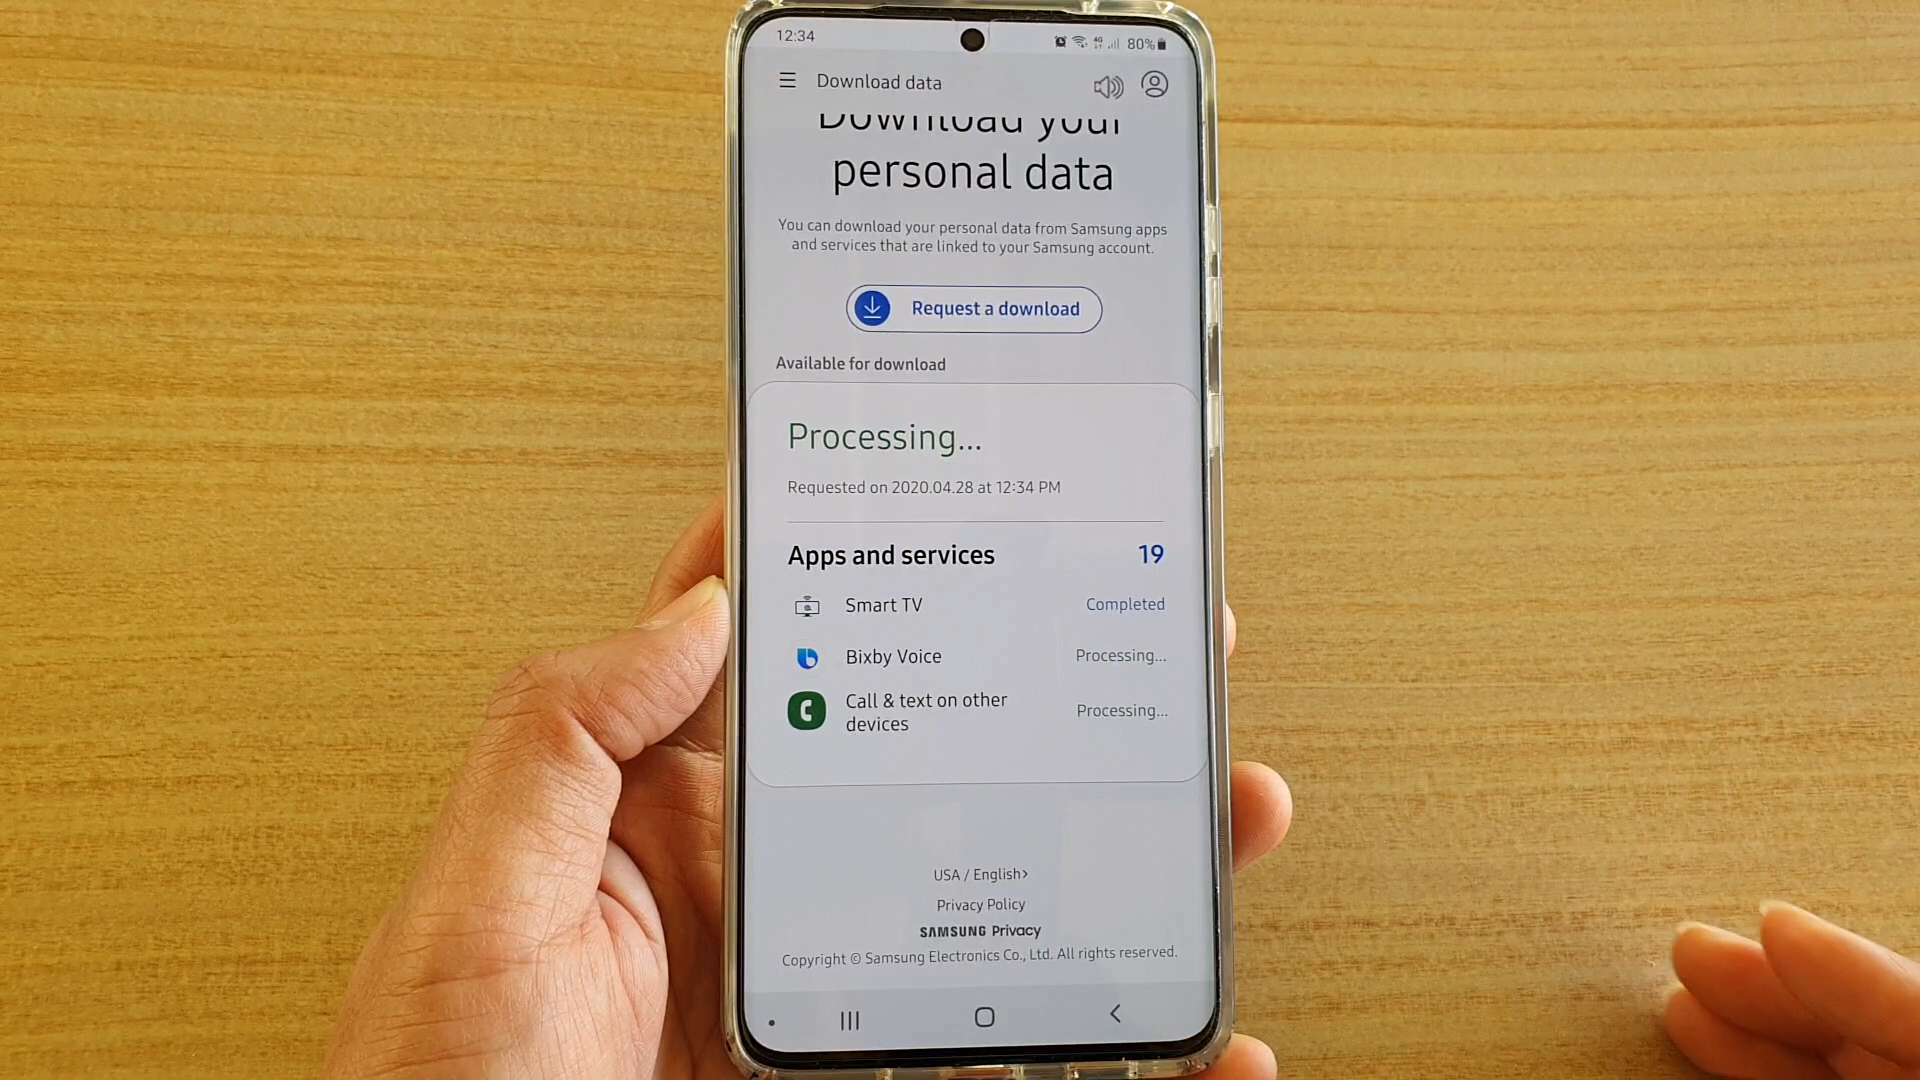 12:34
4G
80%
Download data
Download your
personal data
You can download your personal data from Samsung apps
and services that are linked to your Samsung account.
Request a download
Available for download
Processing...
Requested on 2020.04.28 at 12:34 PM
Apps and services 19
Smart TV Completed
Bixby Voice Processing...
Call & text on other
devices
Processing...
USA / English>
Privacy Policy
SAMSUNG Privacy
Copyright © Samsung Electronics Co., Ltd. All rights reserved.